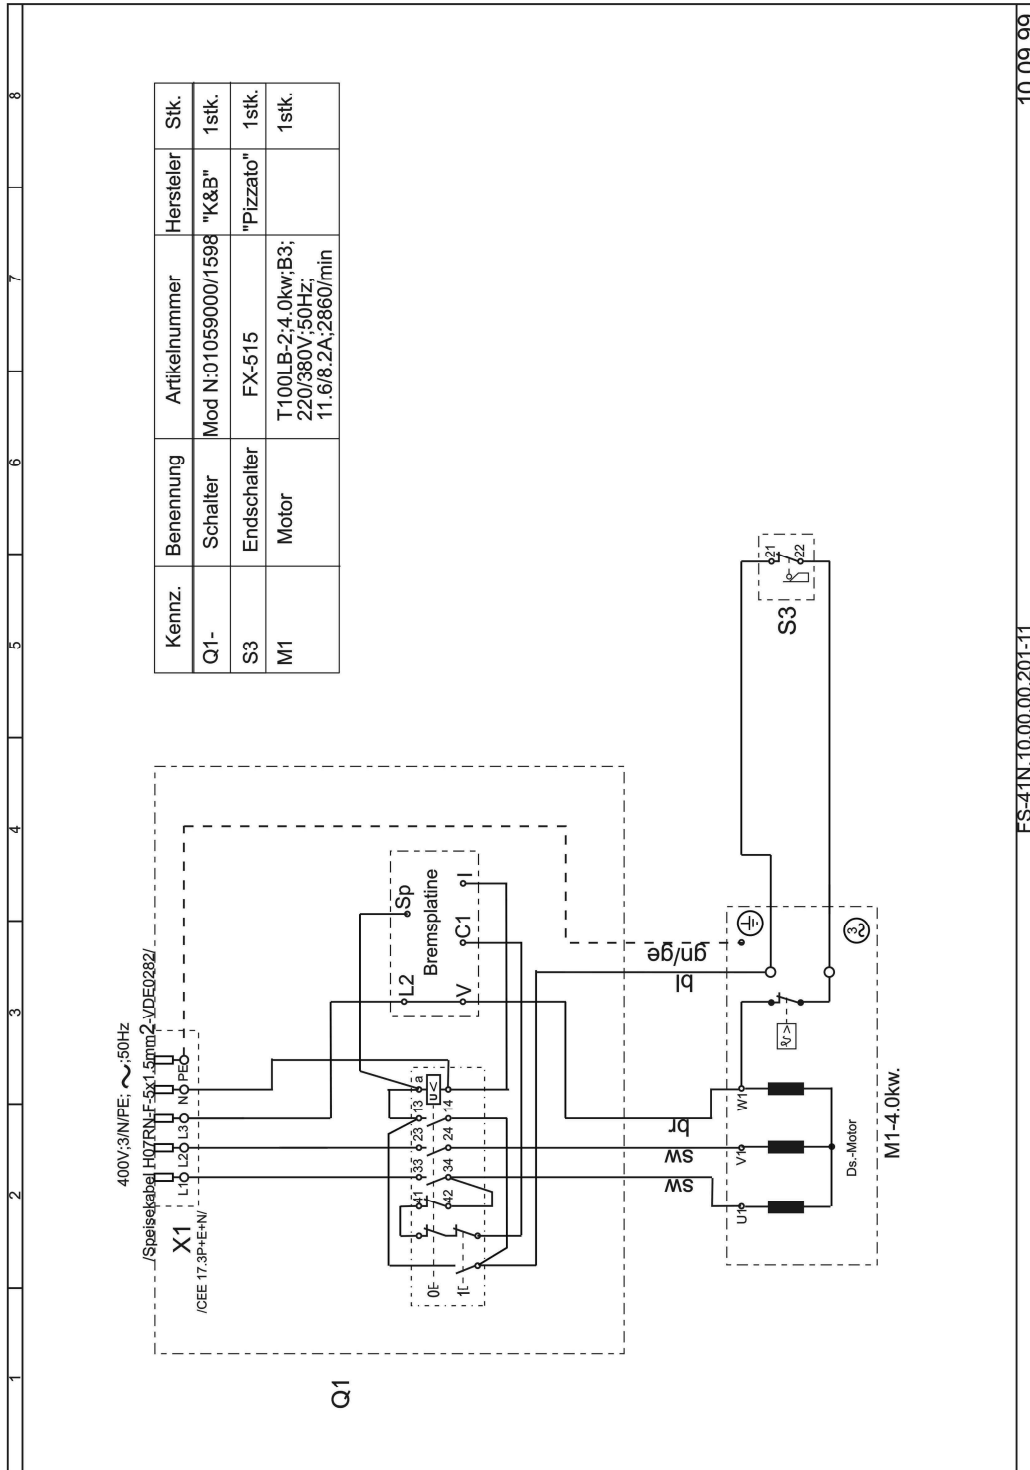 1 2 3 4 5 6 7 8
400V;3/N/PE; ~;50Hz
/Speisekabel H07RN-F-5x1.5mm2-VDE0282/
X1
/CEE 17.3P+E+N/
L1 L2 L3 N PE
Kennz. Benennung Artikelnummer Hersteler Stk.
Q1- Schalter Mod N:01059000/1598 "K&B" 1stk.
S3 Endschalter FX-515 "Pizzato" 1stk.
M1 Motor T100LB-2;4.0kw;B3; 1stk.
220/380V;50Hz;
11.6/8.2A;2860/min
Q1
41 33 23 13 a
u<
42 34 24 14
0E-
1[-
L2 Sp
Bremsplatine
V C1 I
sw sw br bl gn/ge
U1 V1 W1
Ds.-Motor
3
M1-4.0kw.
S3
21
22
FS-41N.10.00.00.201-11
10.09.99